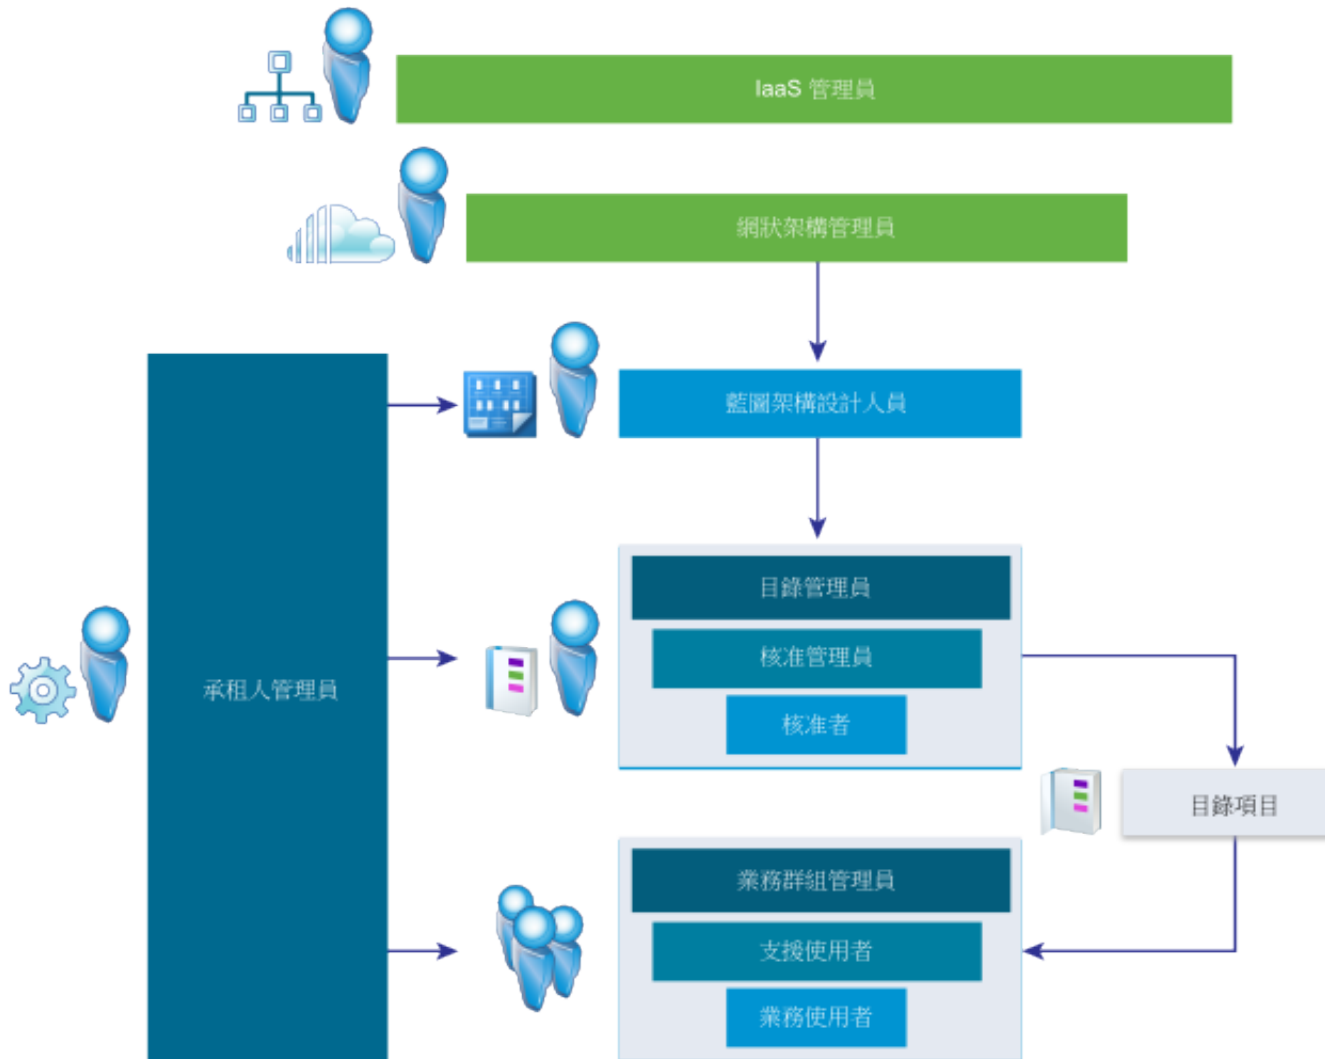 IaaS 管理員
網狀架構管理員
藍圖架構設計人員
目錄管理員
核准管理員
承租人管理員
核准者
目錄項目
業務群組管理員
支援使用者
業務使用者